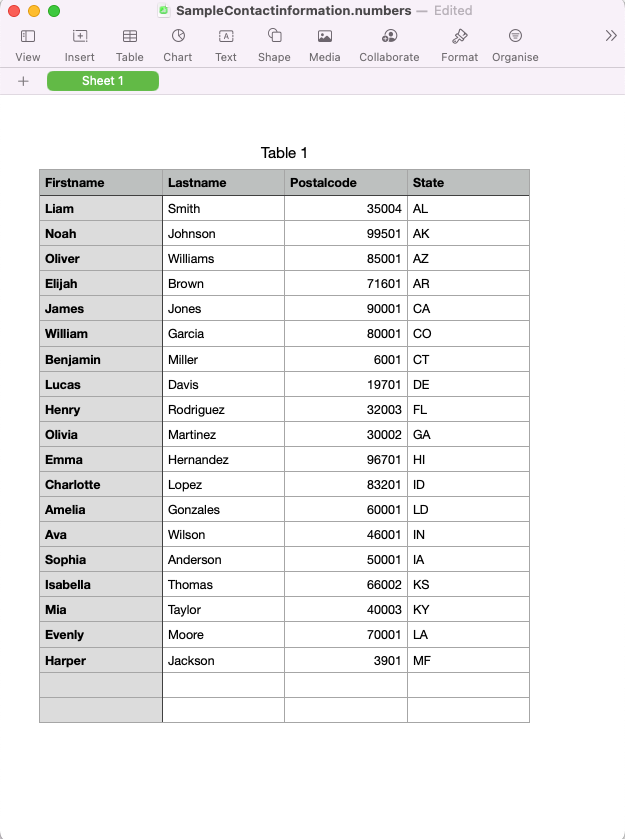 SampleContactinformation.numbers — Edited
View Insert Table Chart Text Shape Media Collaborate Format Organise
Sheet 1
Table 1
Firstname Lastname Postalcode State
Liam Smith 35004 AL
Noah Johnson 99501 AK
Oliver Williams 85001 AZ
Elijah Brown 71601 AR
James Jones 90001 CA
William Garcia 80001 CO
Benjamin Miller 6001 CT
Lucas Davis 19701 DE
Henry Rodriguez 32003 FL
Olivia Martinez 30002 GA
Emma Hernandez 96701 HI
Charlotte Lopez 83201 ID
Amelia Gonzales 60001 LD
Ava Wilson 46001 IN
Sophia Anderson 50001 IA
Isabella Thomas 66002 KS
Mia Taylor 40003 KY
Evenly Moore 70001 LA
Harper Jackson 3901 MF